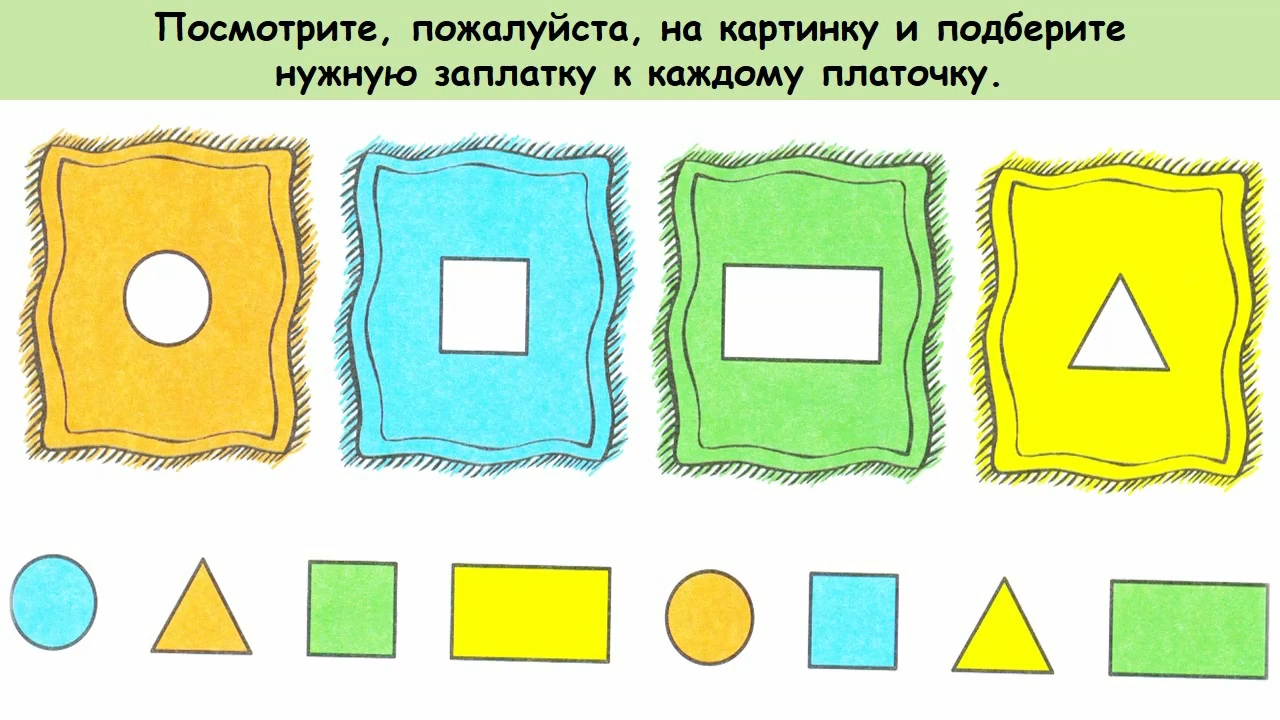 Посмотрите, пожалуйста, на картинку и подберите
нужную заплатку к каждому платочку.